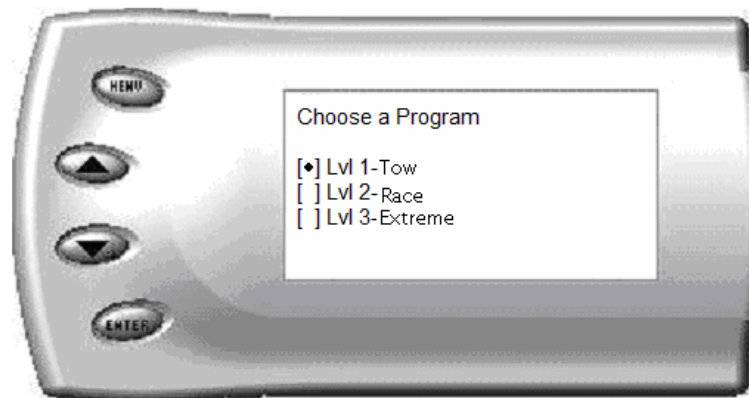 MENU
Choose a Program
[♦] Lvl 1-Tow
[ ] Lvl 2-Race
[ ] Lvl 3-Extreme
ENTER